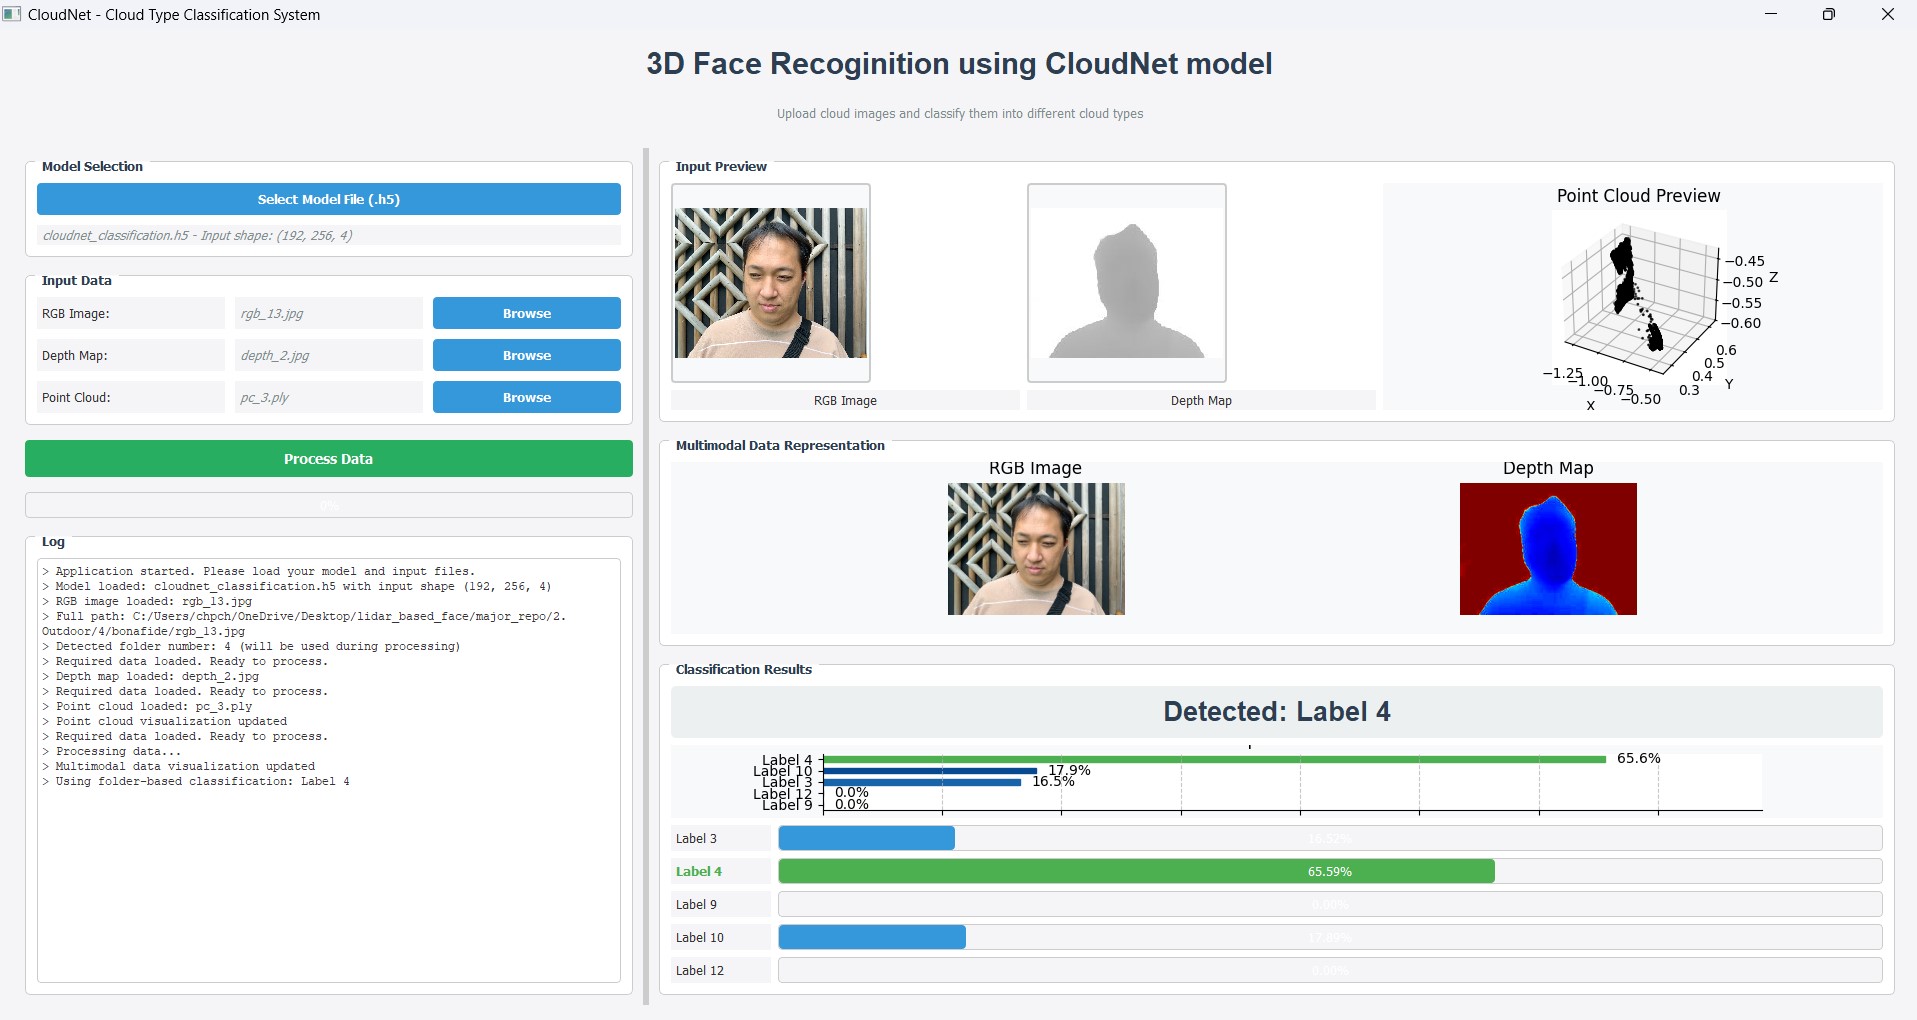 CloudNet - Cloud Type Classification System
3D Face Recoginition using CloudNet model
Upload cloud images and classify them into different cloud types
Model Selection
Select Model File (.h5)
cloudnet_classification.h5 - Input shape: (192, 256, 4)
Input Data
RGB Image:
rgb_13.jpg
Browse
Depth Map:
depth_2.jpg
Browse
Point Cloud:
pc_3.ply
Browse
Process Data
0%
Log
> Application started. Please load your model and input files.
> Model loaded: cloudnet_classification.h5 with input shape (192, 256, 4)
> RGB image loaded: rgb_13.jpg
> Full path: C:/Users/chpch/OneDrive/Desktop/lidar_based_face/major_repo/2.
Outdoor/4/bonafide/rgb_13.jpg
> Detected folder number: 4 (will be used during processing)
> Required data loaded. Ready to process.
> Depth map loaded: depth_2.jpg
> Required data loaded. Ready to process.
> Point cloud loaded: pc_3.ply
> Point cloud visualization updated
> Required data loaded. Ready to process.
> Processing data...
> Multimodal data visualization updated
> Using folder-based classification: Label 4
Input Preview
RGB Image
Depth Map
Point Cloud Preview
−0.45
−0.50
−0.55
−0.60
Z
0.6
0.5
0.4
0.3
Y
−1.25
−1.00
−0.75
−0.50
X
Multimodal Data Representation
RGB Image
Depth Map
Classification Results
Detected: Label 4
Label 4
65.6%
Label 10
17.9%
Label 3
16.5%
Label 12
0.0%
Label 9
0.0%
Label 3
16.52%
Label 4
65.59%
Label 9
0.00%
Label 10
17.89%
Label 12
0.00%